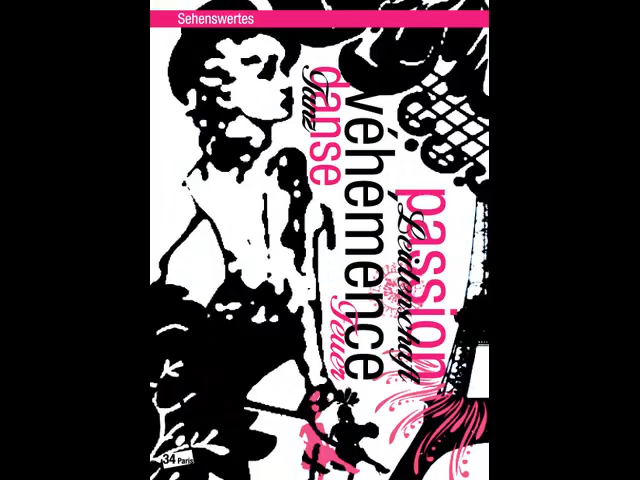 Sehenswertes
danse
Tanz
véhémence
Feuer
passion
Leidenschaft
34 Paris